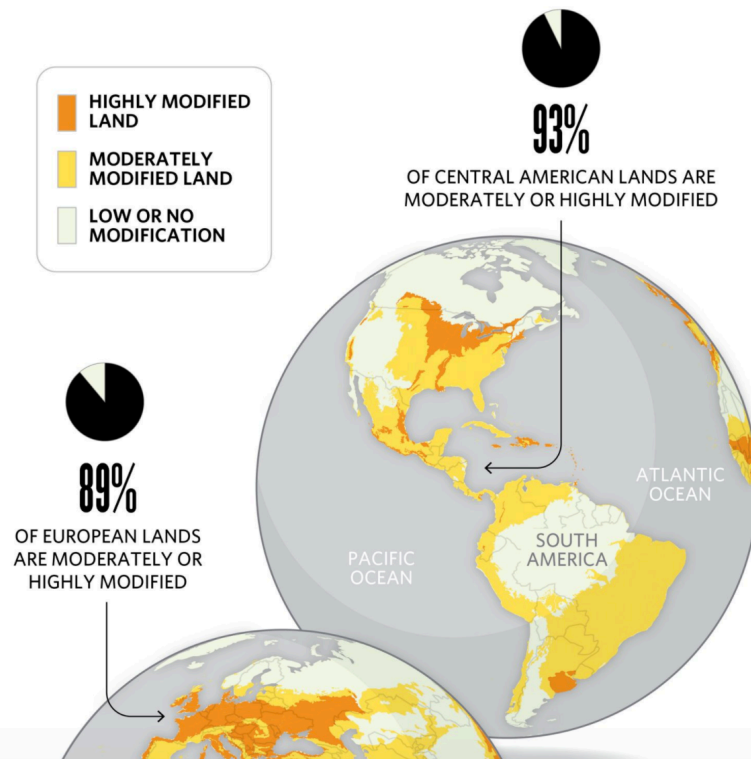 HIGHLY MODIFIED
LAND
MODERATELY
MODIFIED LAND
LOW OR NO
MODIFICATION
93%
OF CENTRAL AMERICAN LANDS ARE
MODERATELY OR HIGHLY MODIFIED
89%
OF EUROPEAN LANDS
ARE MODERATELY OR
HIGHLY MODIFIED
ATLANTIC
OCEAN
SOUTH
AMERICA
PACIFIC
OCEAN